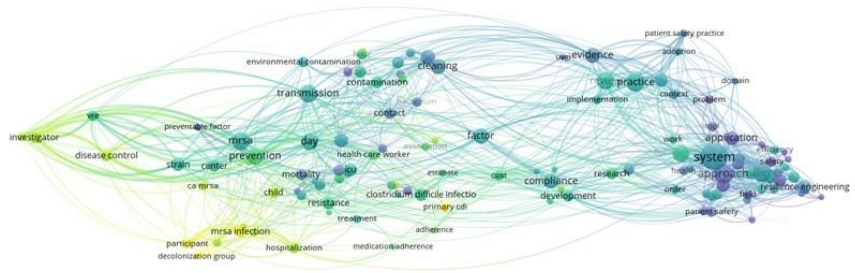 patient safety practice
environmental contamination
uvgi
evidence
adoption
cleaning
contamination
practice
domain
transmission
context
implementation
problem
contact
vre
preventable factor
investigator
mrsa
day
factor
work
application
association
prevention
disease control
health care worker
efficiency
system
safety
strain
center
icu
estimate
cost
research
approach
mortality
compliance
ca mrsa
child
clostridium difficile infectio
order
field
resilience engineering
development
resistance
primary cdi
patient safety
treatment
mrsa infection
adherence
participant
hospitalization
medication adherence
decolonization group